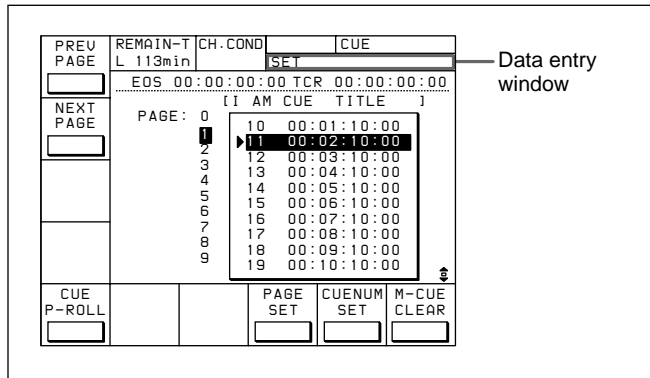 PREV PAGE
NEXT PAGE
REMAIN-T
L 113min
CH.COND
CUE
SET
Data entry window
EOS 00:00:00:00 TCR 00:00:00:00
[I AM CUE TITLE ]
PAGE: 0
1
2
3
4
5
6
7
8
9
10 00:01:10:00
▶11 00:02:10:00
12 00:03:10:00
13 00:04:10:00
14 00:05:10:00
15 00:06:10:00
16 00:07:10:00
17 00:08:10:00
18 00:09:10:00
19 00:10:10:00
CUE P-ROLL
PAGE SET
CUENUM SET
M-CUE CLEAR